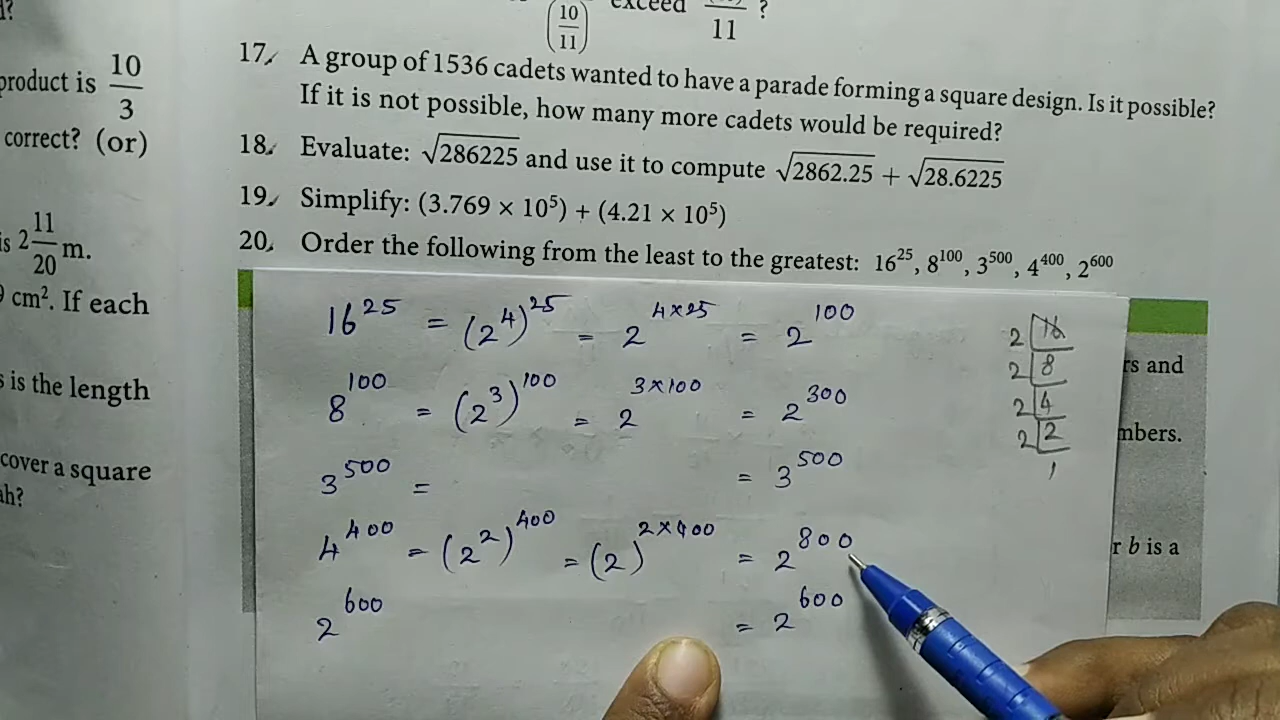 (10/11) exceed /11 ?
product is 10/3
correct? (or)
is 2 11/20 m.
cm². If each
is the length
cover a square
17. A group of 1536 cadets wanted to have a parade forming a square design. Is it possible?
If it is not possible, how many more cadets would be required?
18. Evaluate: √286225 and use it to compute √2862.25 + √28.6225
19. Simplify: (3.769 × 10⁵) + (4.21 × 10⁵)
20. Order the following from the least to the greatest: 16²⁵, 8¹⁰⁰, 3⁵⁰⁰, 4⁴⁰⁰, 2⁶⁰⁰
16²⁵ = (2⁴)²⁵ = 2^(4×25) = 2¹⁰⁰
8¹⁰⁰ = (2³)¹⁰⁰ = 2^(3×100) = 2³⁰⁰
3⁵⁰⁰ = = 3⁵⁰⁰
4⁴⁰⁰ = (2²)⁴⁰⁰ = (2)^(2×400) = 2⁸⁰⁰
2⁶⁰⁰ = 2⁶⁰⁰
2 16
2 8
2 4
2 2
1
rs and
mbers.
r b is a